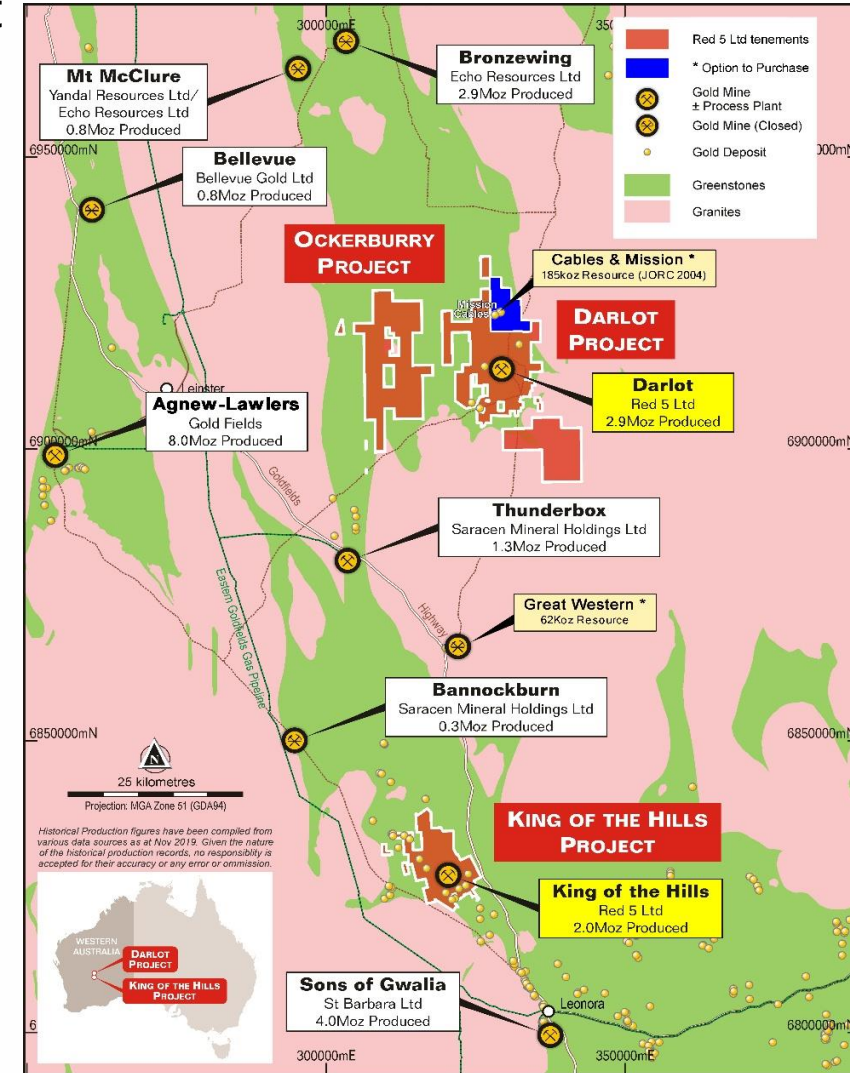 300000mE
Mt McClure
Yandal Resources Ltd/
Echo Resources Ltd
0.8Moz Produced
Bronzewing
Echo Resources Ltd
2.9Moz Produced
Red 5 Ltd tenements
* Option to Purchase
Gold Mine
± Process Plant
Gold Mine (Closed)
Gold Deposit
Greenstones
Granites
6950000mN
Bellevue
Bellevue Gold Ltd
0.8Moz Produced
OCKERBURRY
PROJECT
Cables & Mission *
185koz Resource (JORC 2004)
Mission
Cables
DARLOT
PROJECT
Darlot
Red 5 Ltd
2.9Moz Produced
Leinster
Agnew-Lawlers
Gold Fields
8.0Moz Produced
6900000mN
6900000mN
Goldfields
Highway
Thunderbox
Saracen Mineral Holdings Ltd
1.3Moz Produced
Eastern Goldfields Gas Pipeline
Great Western *
62Koz Resource
Bannockburn
Saracen Mineral Holdings Ltd
0.3Moz Produced
6850000mN
6850000mN
N
25 kilometres
Projection: MGA Zone 51 (GDA94)
Historical Production figures have been compiled from
various data sources as at Nov 2019. Given the nature
of the historical production records, no responsiblity is
accepted for their accuracy or any error or ommission.
KING OF THE HILLS
PROJECT
King of the Hills
Red 5 Ltd
2.0Moz Produced
WESTERN
AUSTRALIA
DARLOT
PROJECT
KING OF THE HILLS
PROJECT
Sons of Gwalia
St Barbara Ltd
4.0Moz Produced
Leonora
6800000mN
300000mE
350000mE